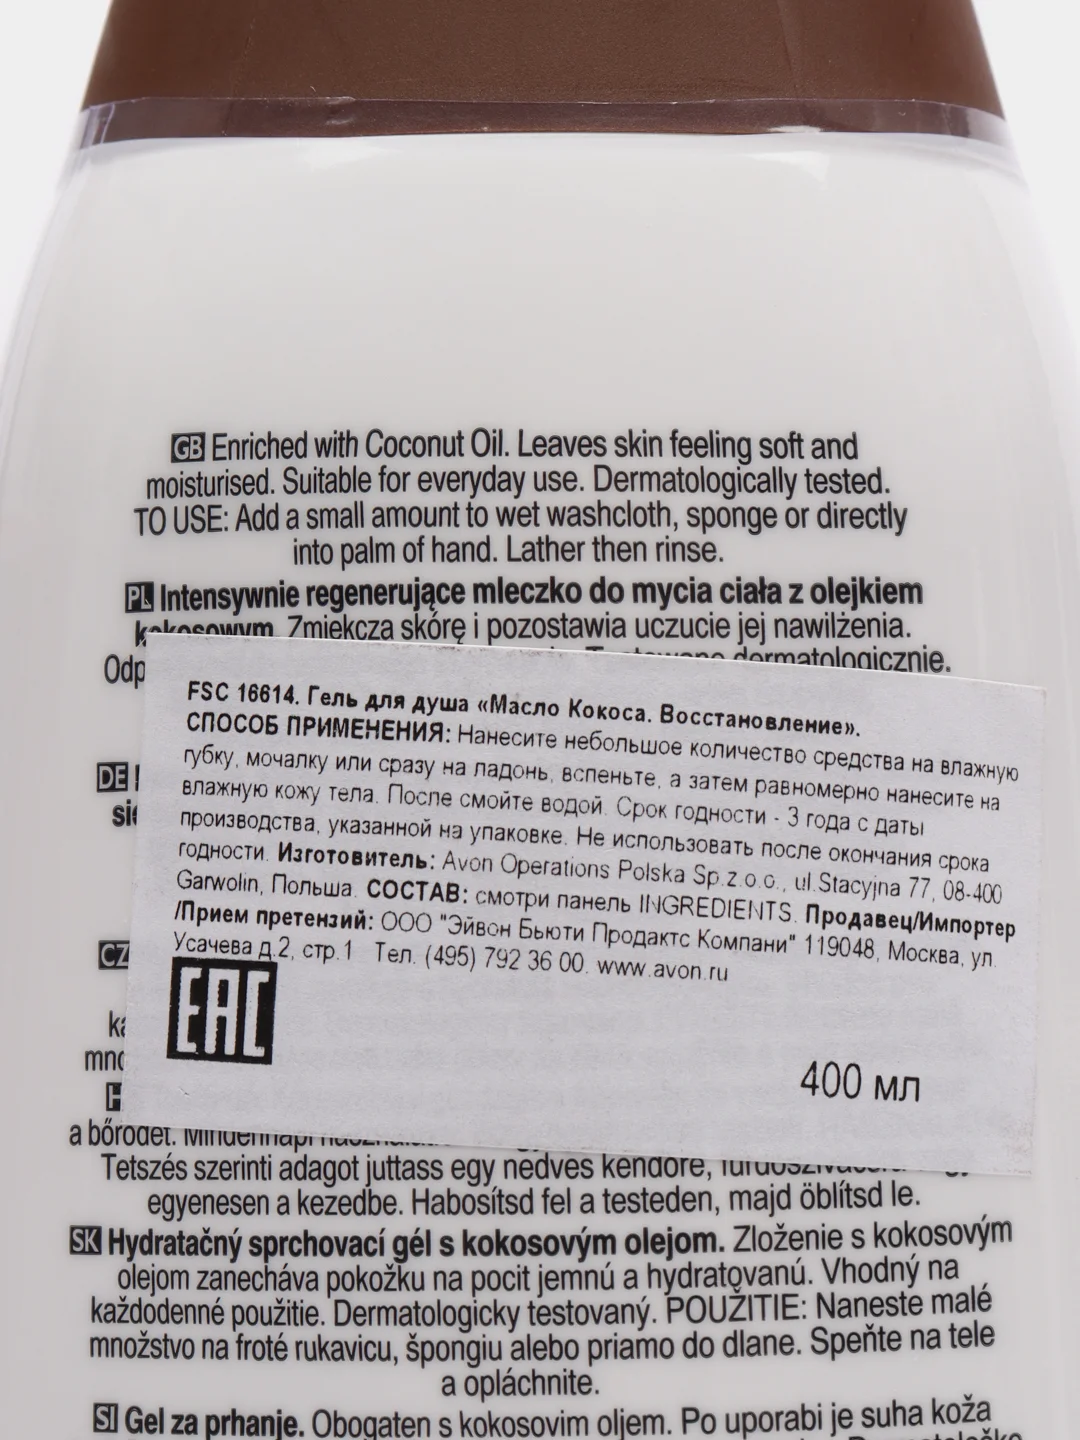 GB Enriched with Coconut Oil. Leaves skin feeling soft and
moisturised. Suitable for everyday use. Dermatologically tested.
TO USE: Add a small amount to wet washcloth, sponge or directly
into palm of hand. Lather then rinse.
PL Intensywnie regenerujące mleczko do mycia ciała z olejkiem
kokosowym. Zmiękcza skórę i pozostawia uczucie jej nawilżenia.
Odp dermatologicznie.
FSC 16614. Гель для душа «Масло Кокоса. Восстановление».
СПОСОБ ПРИМЕНЕНИЯ: Нанесите небольшое количество средства на влажную
губку, мочалку или сразу на ладонь, вспеньте, а затем равномерно нанесите на
влажную кожу тела. После смойте водой. Срок годности - 3 года с даты
производства, указанной на упаковке. Не использовать после окончания срока
годности. Изготовитель: Avon Operations Polska Sp.z.o.o., ul.Stacyjna 77, 08-400
Garwolin, Польша. СОСТАВ: смотри панель INGREDIENTS. Продавец/Импортер
/Прием претензий: ООО "Эйвон Бьюти Продактс Компани" 119048, Москва, ул.
Усачева д.2, стр.1 Тел. (495) 792 36 00. www.avon.ru
EAC
400 мл
DE
sie
CZ
ka
mno
H
a bőrödet. Mindennapi
Tetszés szerinti adagot juttass egy nedves kendőre,
egyenesen a kezedbe. Habosítsd fel a testeden, majd öblítsd le.
SK Hydratačný sprchovací gél s kokosovým olejom. Zloženie s kokosovým
olejom zanecháva pokožku na pocit jemnú a hydratovanú. Vhodný na
každodenné použitie. Dermatologicky testovaný. POUŽITIE: Naneste malé
množstvo na froté rukavicu, špongiu alebo priamo do dlane. Speňte na tele
a opláchnite.
SI Gel za prhanje. Obogaten s kokosovim oljem. Po uporabi je suha koža